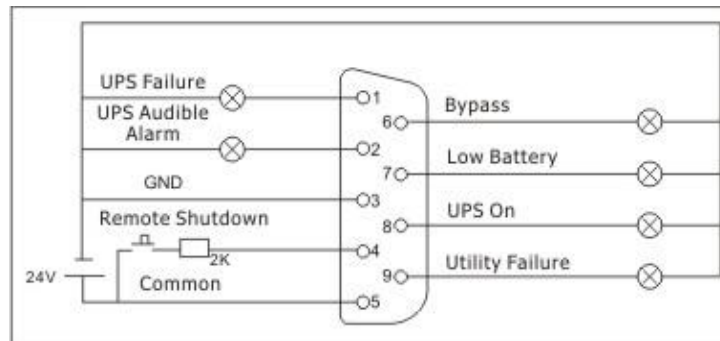 UPS Failure
1
UPS Audible
Alarm
2
GND
3
Remote Shutdown
2K
4
24V
Common
5
6
Bypass
7
Low Battery
8
UPS On
9
Utility Failure